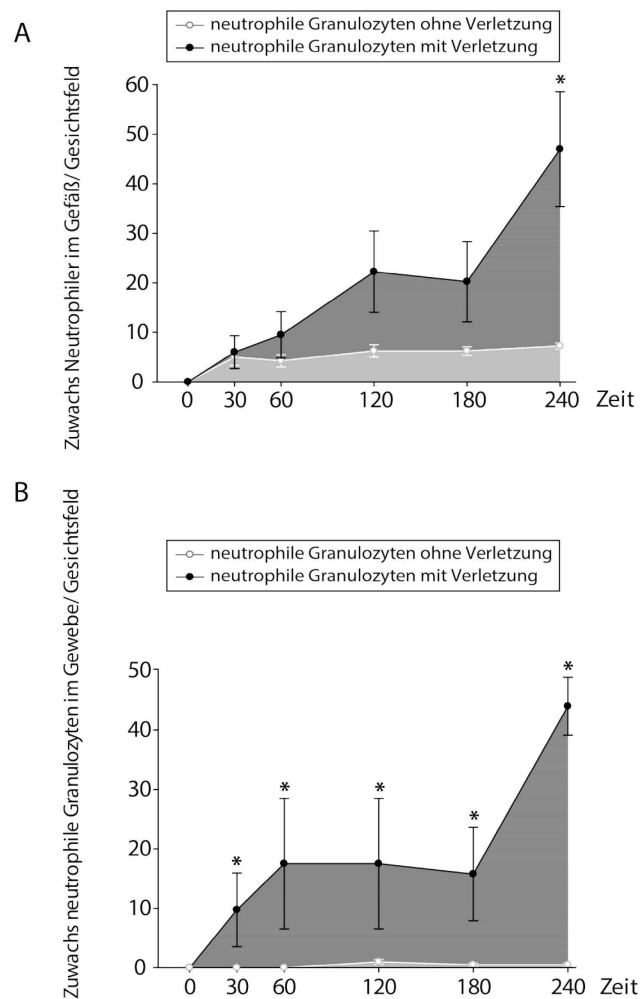 A
neutrophile Granulozyten ohne Verletzung
neutrophile Granulozyten mit Verletzung
Zuwachs Neutrophiler im Gefäß/ Gesichtsfeld
*
60
50
40
30
20
10
0
0 30 60 120 180 240 Zeit
B
neutrophile Granulozyten ohne Verletzung
neutrophile Granulozyten mit Verletzung
Zuwachs neutrophile Granulozyten im Gewebe/ Gesichtsfeld
* * * * *
50
40
30
20
10
0
0 30 60 120 180 240 Zeit